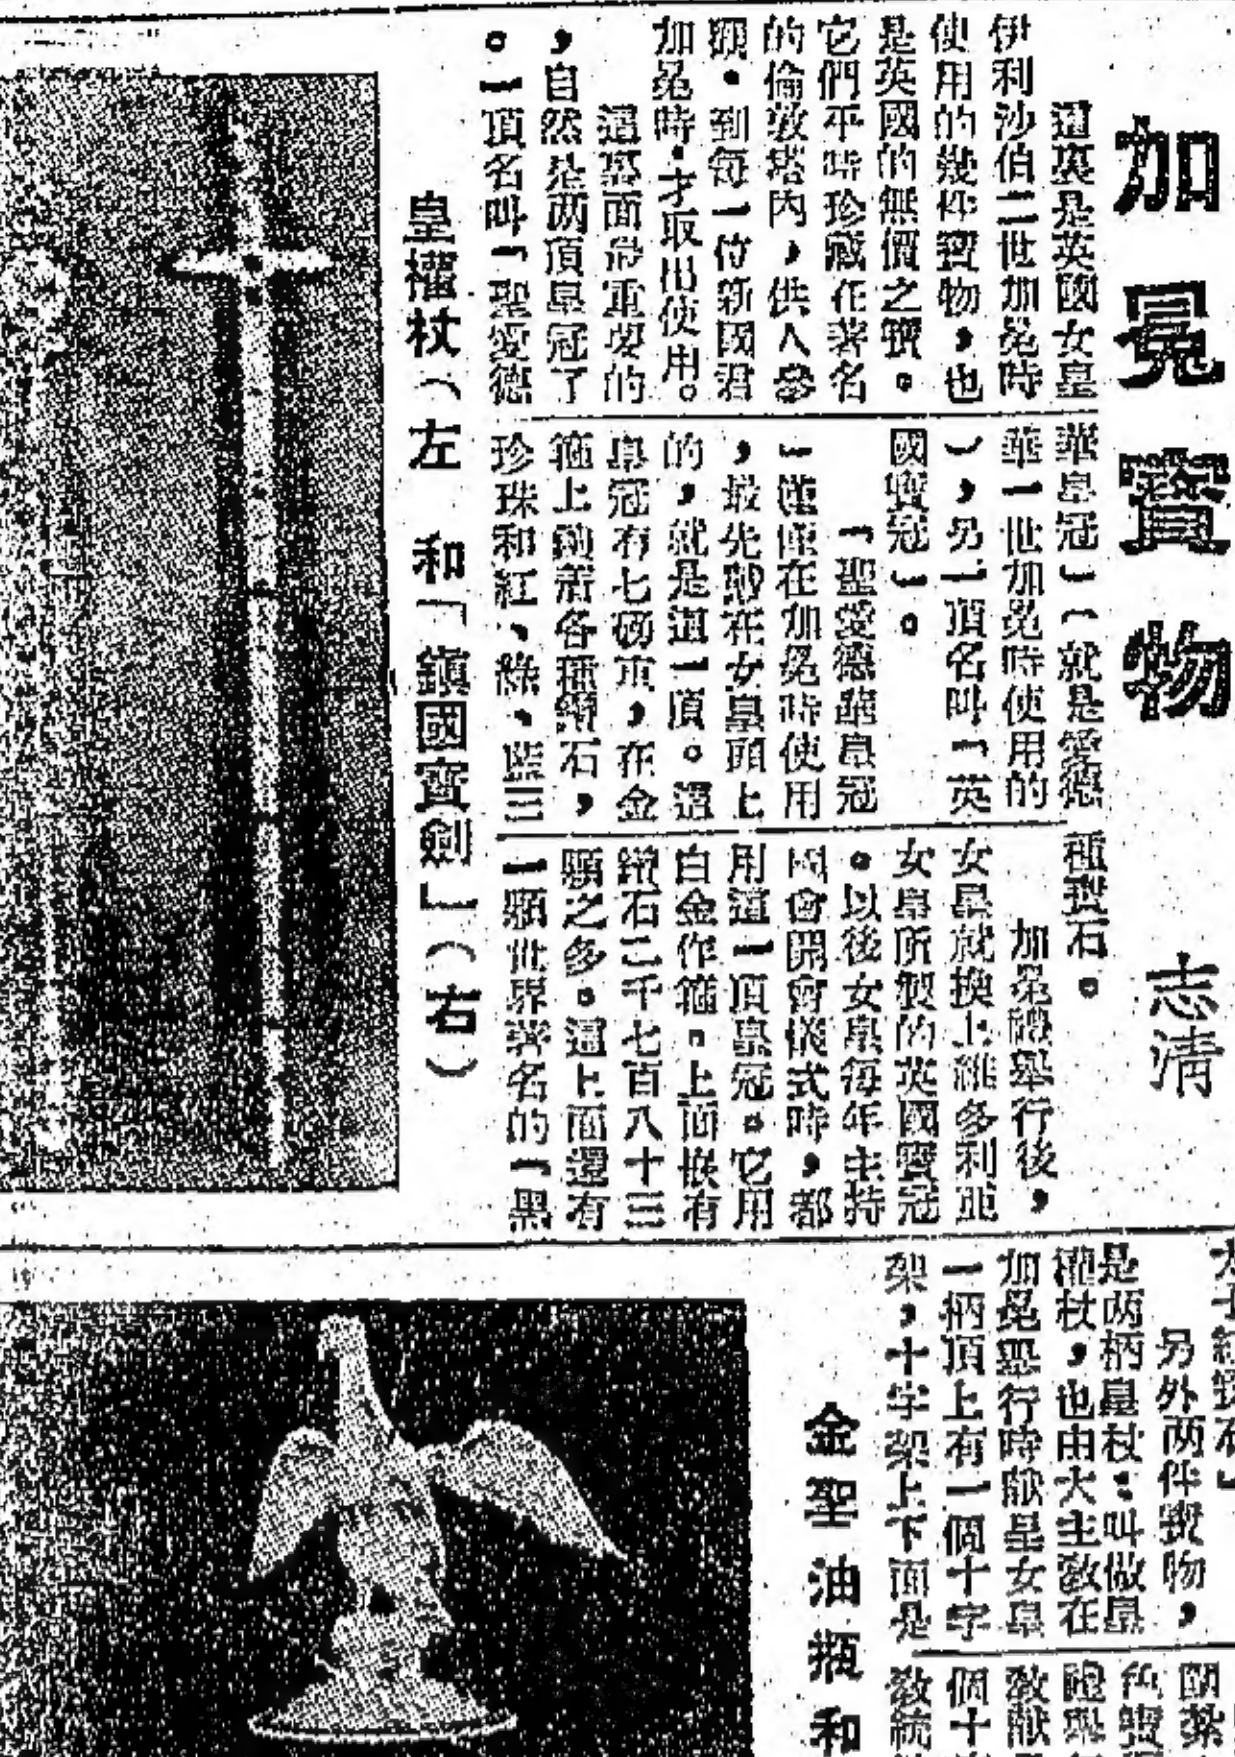 加冕寶物
志清
這裏是英國女皇
伊利沙伯二世加冕時
使用的幾件寶物，也
是英國的無價之寶。
它們平時珍藏在著名
的倫敦塔內，供人參
觀。到每一位新國君
加冕時，才取出使用。
這裏面最重要的
，自然是两頂皇冠了
。一頂名叫「聖愛德
華皇冠」（就是愛德
華一世加冕時使用的
），另一頂名叫「英
國寶冠」。
「聖愛德華皇冠
」僅僅在加冕時使用
，最先戴在女皇頭上
的，就是這一頂。這
皇冠有七磅重，在金
箍上鑲着各種鑽石，
珍珠和紅、綠、藍三
種寶石。
加冕禮舉行後，
女皇就換上維多利亞
女皇所製的英國寶冠
。以後女皇每年主持
國會開會儀式時，都
用這一頂皇冠。它用
白金作箍。上面嵌有
鑽石二千七百八十三
顆之多。這上面還有
一顆世界著名的「黑
皇權杖（左　和「鎮國寶劍」（右）
太子紅寶石」
另外两件寶物，
是两柄皇杖：叫做皇
權杖，也由大主教在
加冕舉行時獻呈女皇
一柄頂上有一個十字
架，十字架上下面是
金聖油瓶和